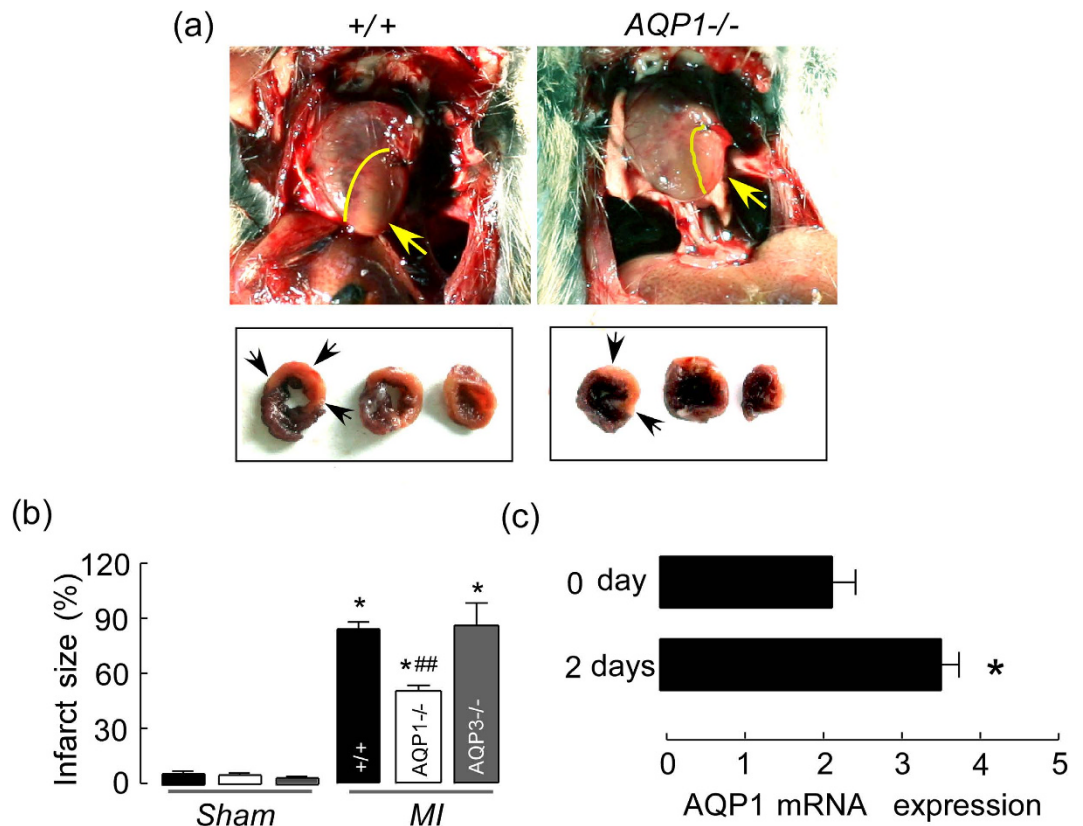 (a)
+/+
AQP1-/-
(b)
Infarct size (%)
120
90
60
30
0
*
*##
*
+/+
AQP1-/-
AQP3-/-
Sham
MI
(c)
0 day
2 days
*
0 1 2 3 4 5
AQP1 mRNA expression